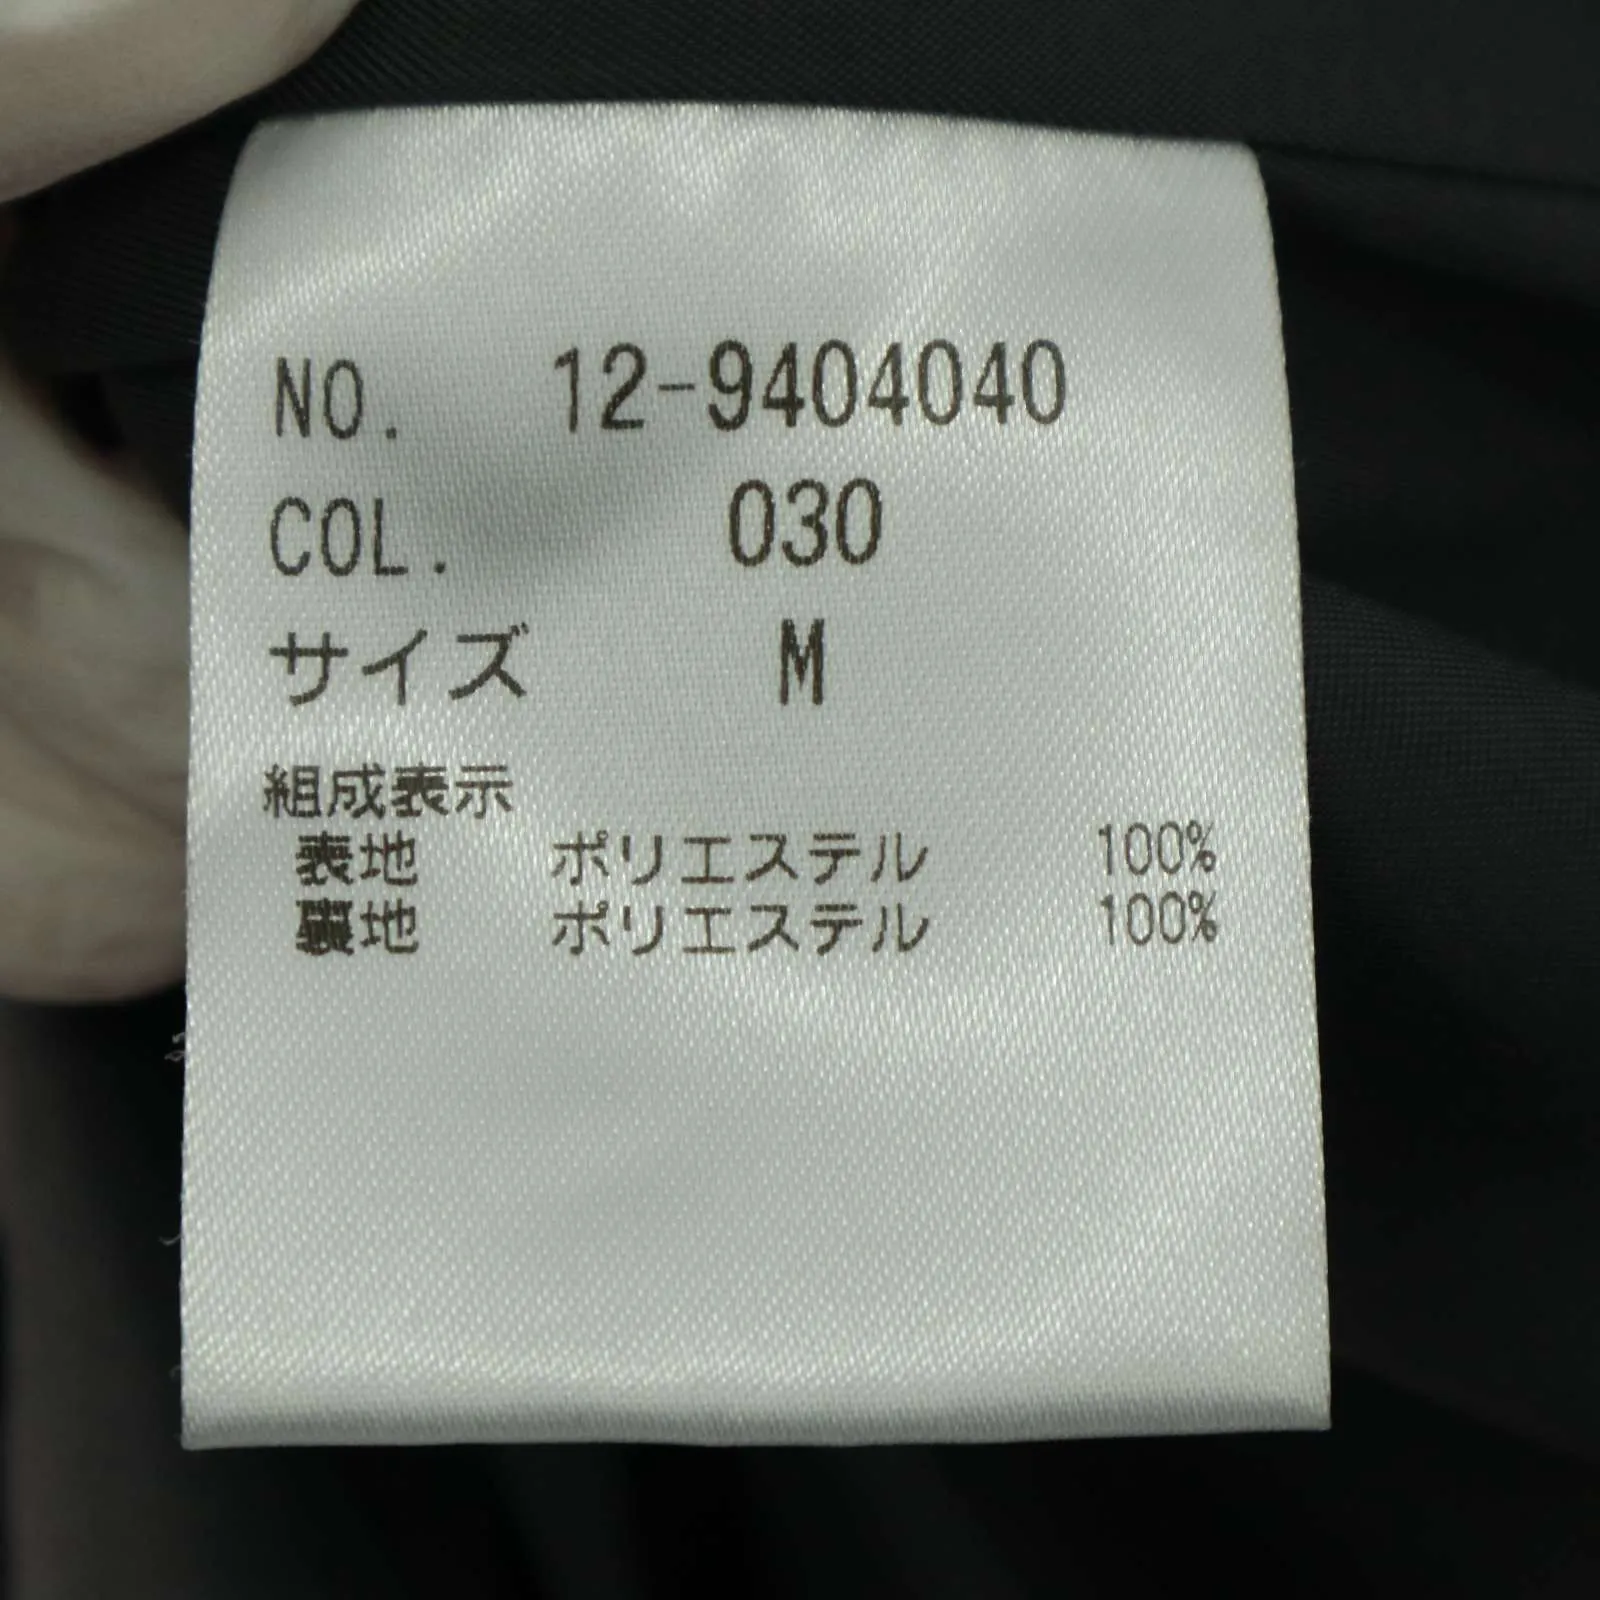 NO. 12-9404040
COL. 030
サイズ M
組成表示
表地 ポリエステル 100%
裏地 ポリエステル 100%